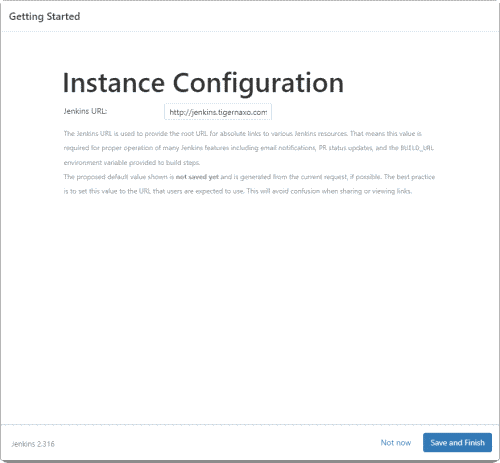 Getting Started
Instance Configuration
Jenkins URL: http://jenkins.tigernaxo.com
The Jenkins URL is used to provide the root URL for absolute links to various Jenkins resources. That means this value is
required for proper operation of many Jenkins features including email notifications, PR status updates, and the BUILD_URL
environment variable provided to build steps.
The proposed default value shown is not saved yet and is generated from the current request, if possible. The best practice
is to set this value to the URL that users are expected to use. This will avoid confusion when sharing or viewing links.
Jenkins 2.316
Not now
Save and Finish